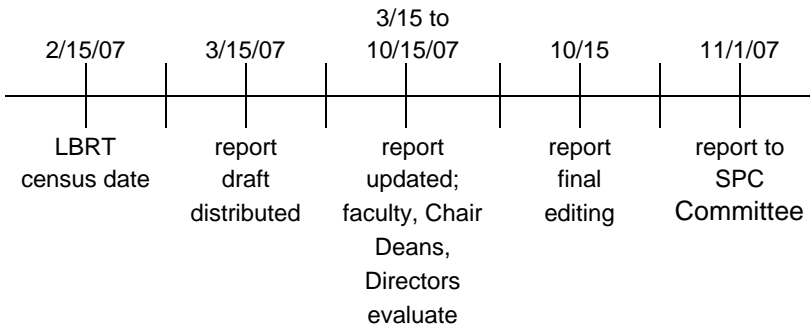 3/15 to
2/15/07 3/15/07 10/15/07 10/15 11/1/07
LBRT
census date
report
draft
distributed
report
updated;
faculty, Chair
Deans,
Directors
evaluate
report
final
editing
report to
SPC
Committee